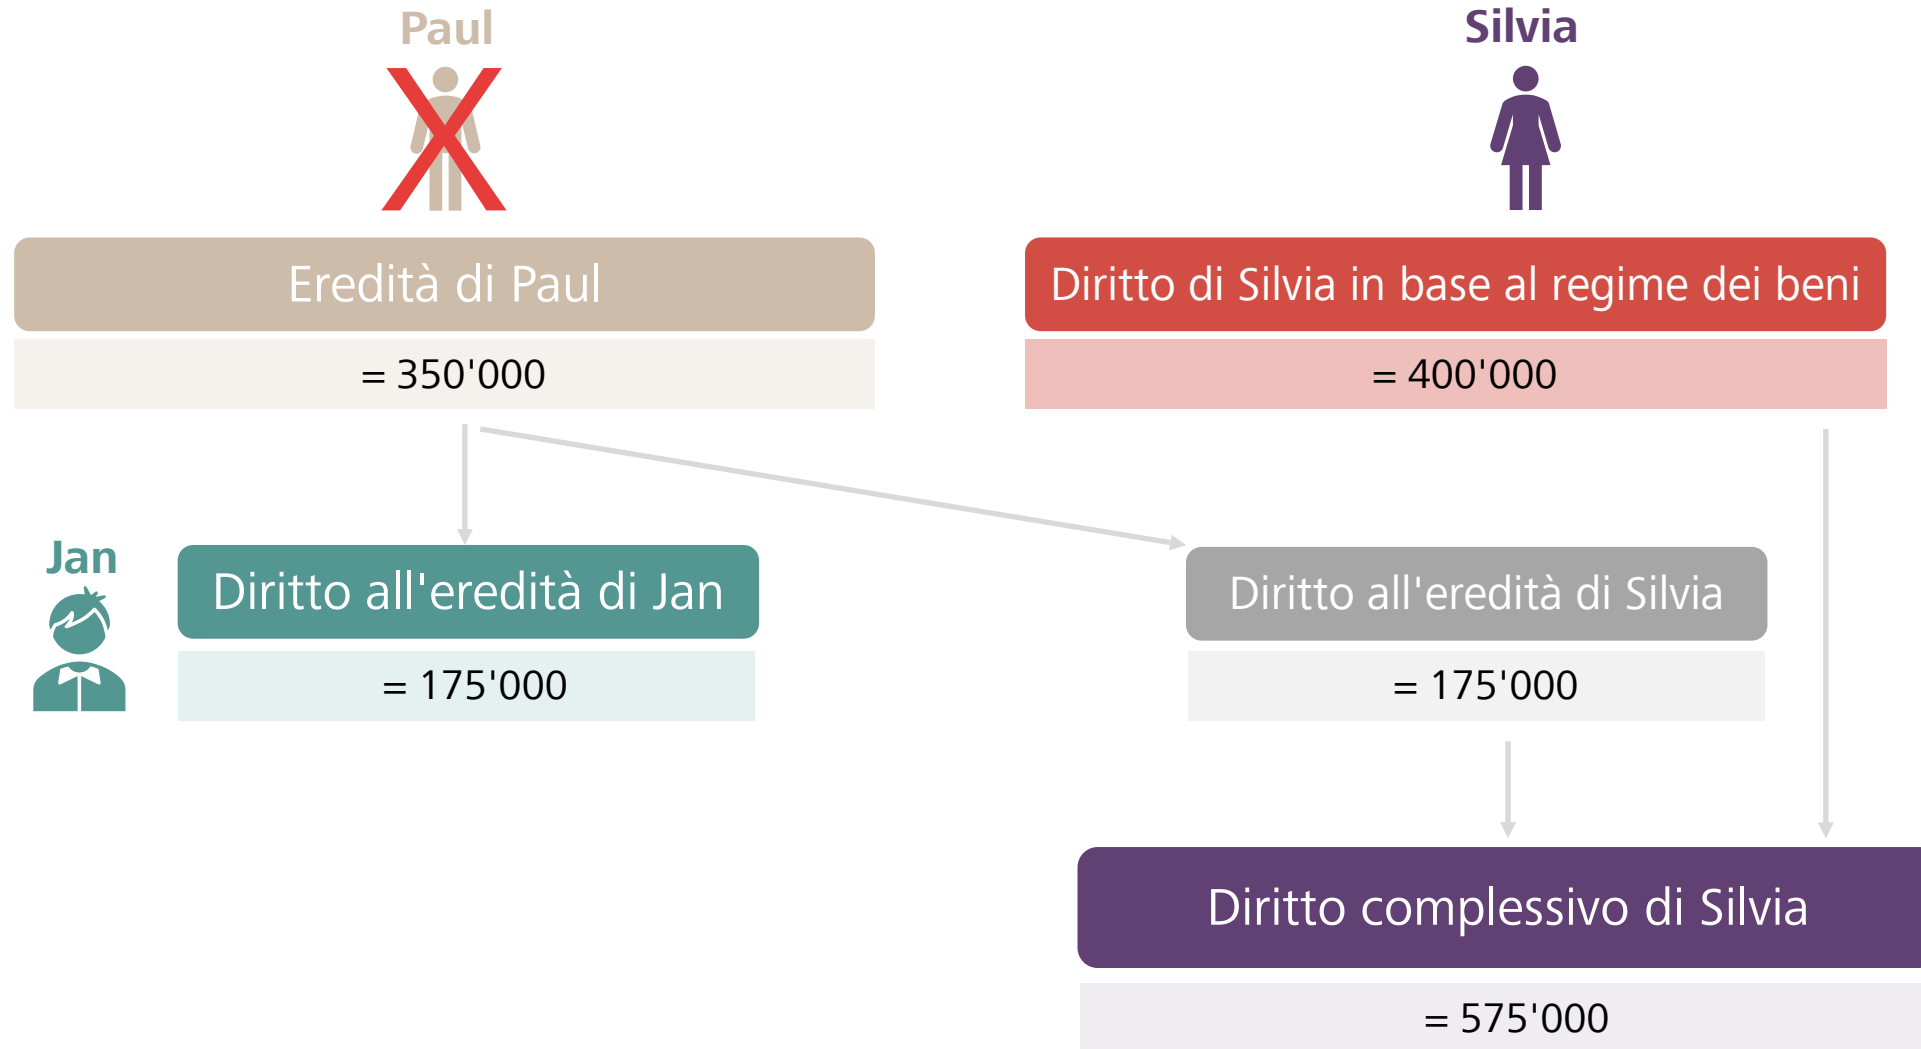 Paul
Silvia
Eredità di Paul
Diritto di Silvia in base al regime dei beni
= 350'000
= 400'000
Jan
Diritto all'eredità di Jan
Diritto all'eredità di Silvia
= 175'000
= 175'000
Diritto complessivo di Silvia
= 575'000